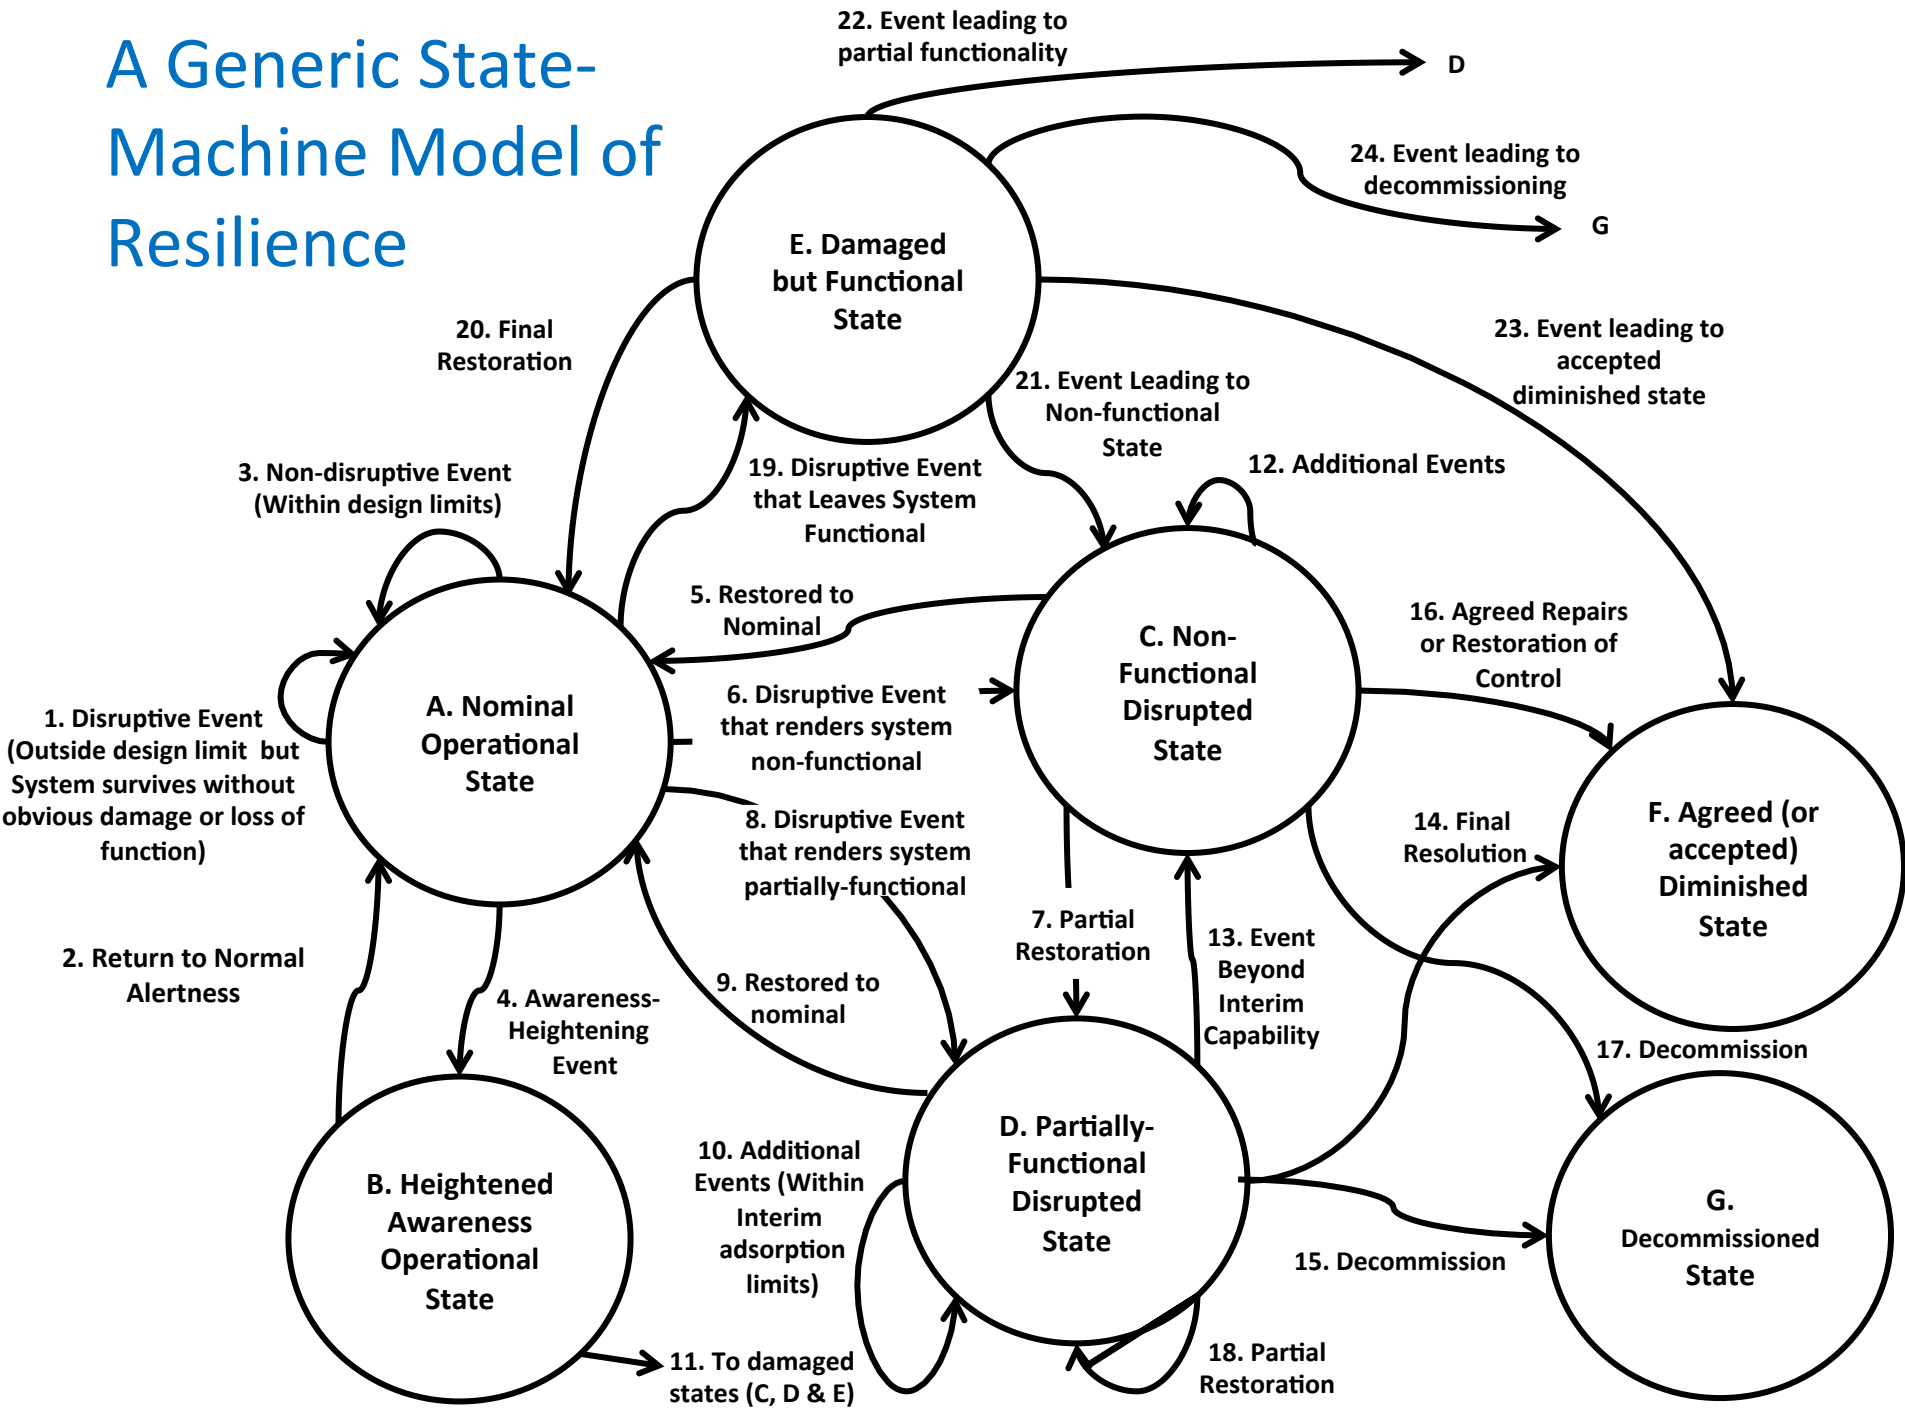 A Generic State-
Machine Model of
Resilience
22. Event leading to
partial functionality
D
24. Event leading to
decommissioning
G
E. Damaged
but Functional
State
20. Final
Restoration
23. Event leading to
accepted
diminished state
21. Event Leading to
Non-functional
State
3. Non-disruptive Event
(Within design limits)
19. Disruptive Event
that Leaves System
Functional
12. Additional Events
5. Restored to
Nominal
16. Agreed Repairs
or Restoration of
Control
C. Non-
Functional
Disrupted
State
1. Disruptive Event
(Outside design limit but
System survives without
obvious damage or loss of
function)
A. Nominal
Operational
State
6. Disruptive Event
that renders system
non-functional
8. Disruptive Event
that renders system
partially-functional
14. Final
Resolution
F. Agreed (or
accepted)
Diminished
State
2. Return to Normal
Alertness
4. Awareness-
Heightening
Event
9. Restored to
nominal
7. Partial
Restoration
13. Event
Beyond
Interim
Capability
17. Decommission
B. Heightened
Awareness
Operational
State
10. Additional
Events (Within
Interim
adsorption
limits)
D. Partially-
Functional
Disrupted
State
15. Decommission
G.
Decommissioned
State
11. To damaged
states (C, D & E)
18. Partial
Restoration